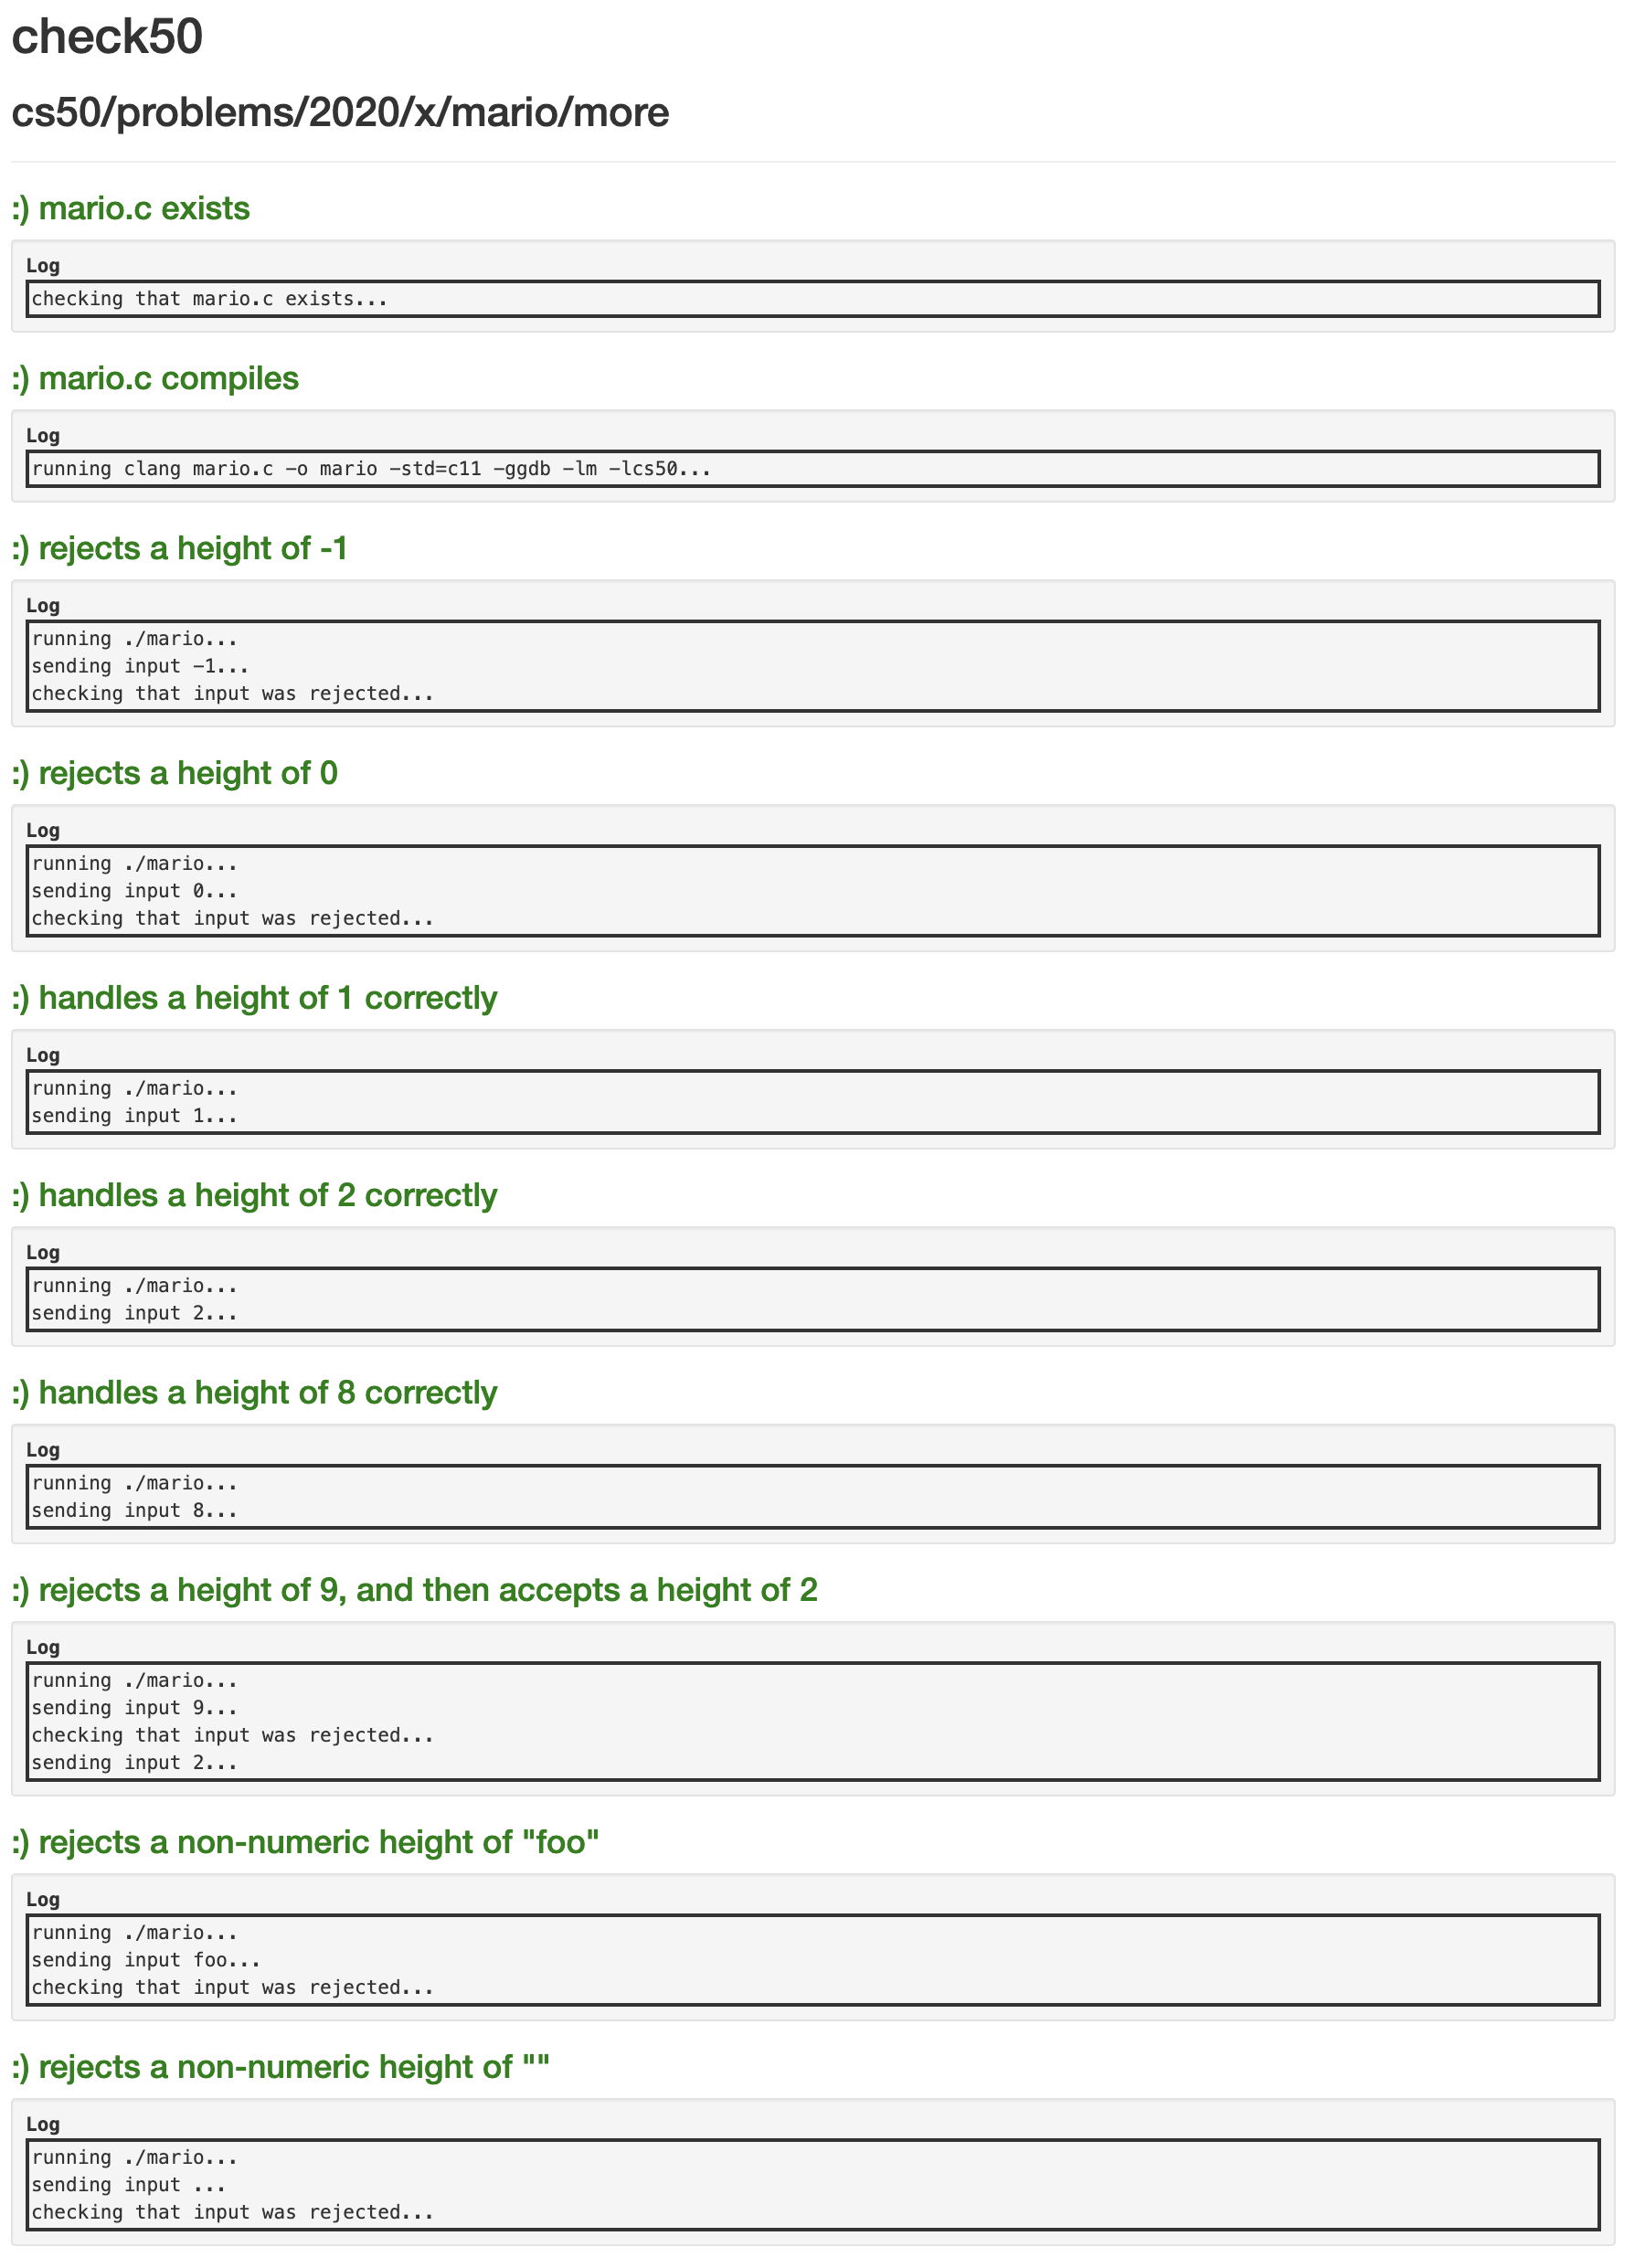 check50
cs50/problems/2020/x/mario/more
:) mario.c exists
Log
checking that mario.c exists...
:) mario.c compiles
Log
running clang mario.c -o mario -std=c11 -ggdb -lm -lcs50...
:) rejects a height of -1
Log
running ./mario...
sending input -1...
checking that input was rejected...
:) rejects a height of 0
Log
running ./mario...
sending input 0...
checking that input was rejected...
:) handles a height of 1 correctly
Log
running ./mario...
sending input 1...
:) handles a height of 2 correctly
Log
running ./mario...
sending input 2...
:) handles a height of 8 correctly
Log
running ./mario...
sending input 8...
:) rejects a height of 9, and then accepts a height of 2
Log
running ./mario...
sending input 9...
checking that input was rejected...
sending input 2...
:) rejects a non-numeric height of "foo"
Log
running ./mario...
sending input foo...
checking that input was rejected...
:) rejects a non-numeric height of ""
Log
running ./mario...
sending input ...
checking that input was rejected...